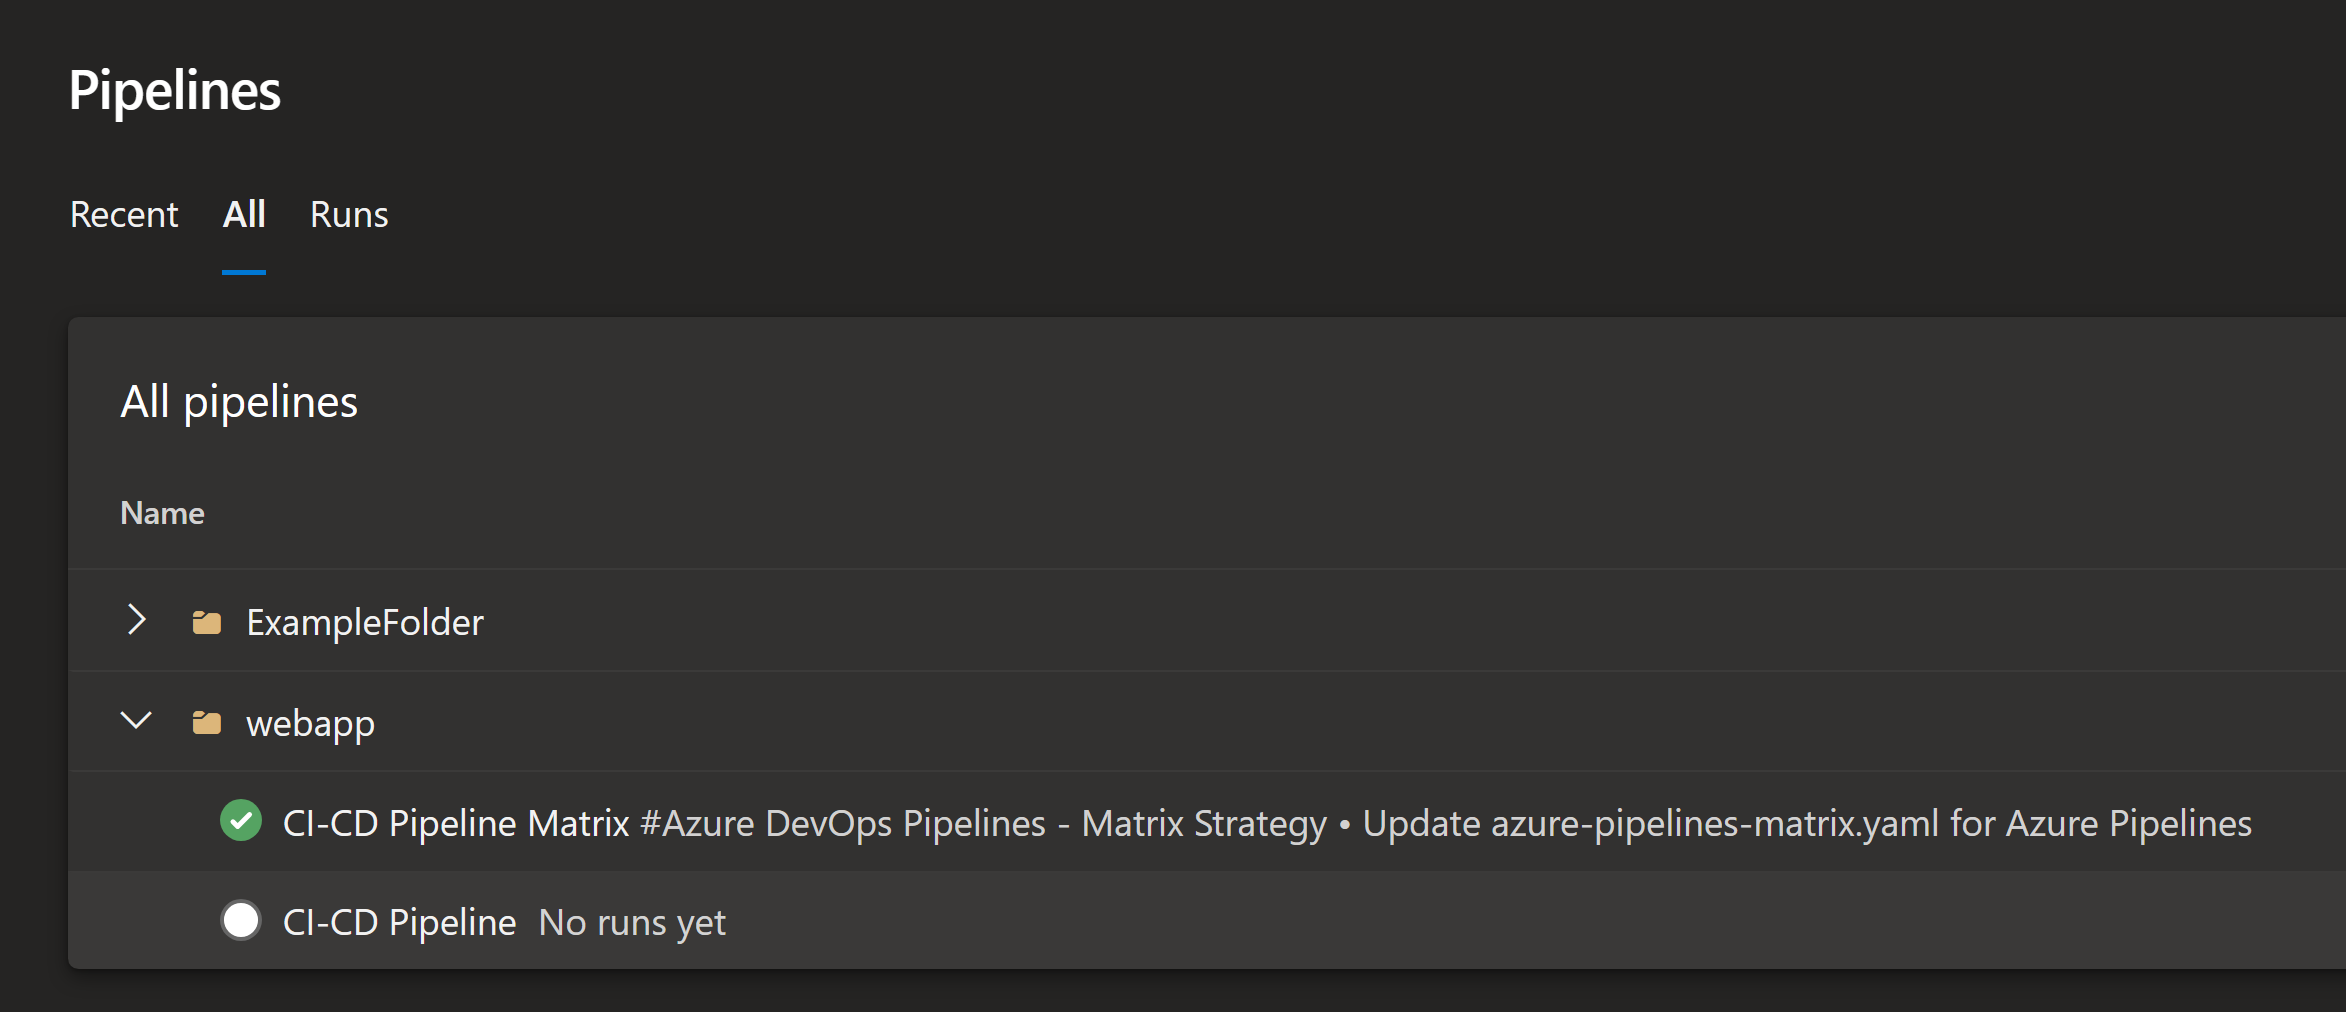 Pipelines
Recent All Runs
All pipelines
Name
ExampleFolder
webapp
CI-CD Pipeline Matrix #Azure DevOps Pipelines - Matrix Strategy • Update azure-pipelines-matrix.yaml for Azure Pipelines
CI-CD Pipeline No runs yet